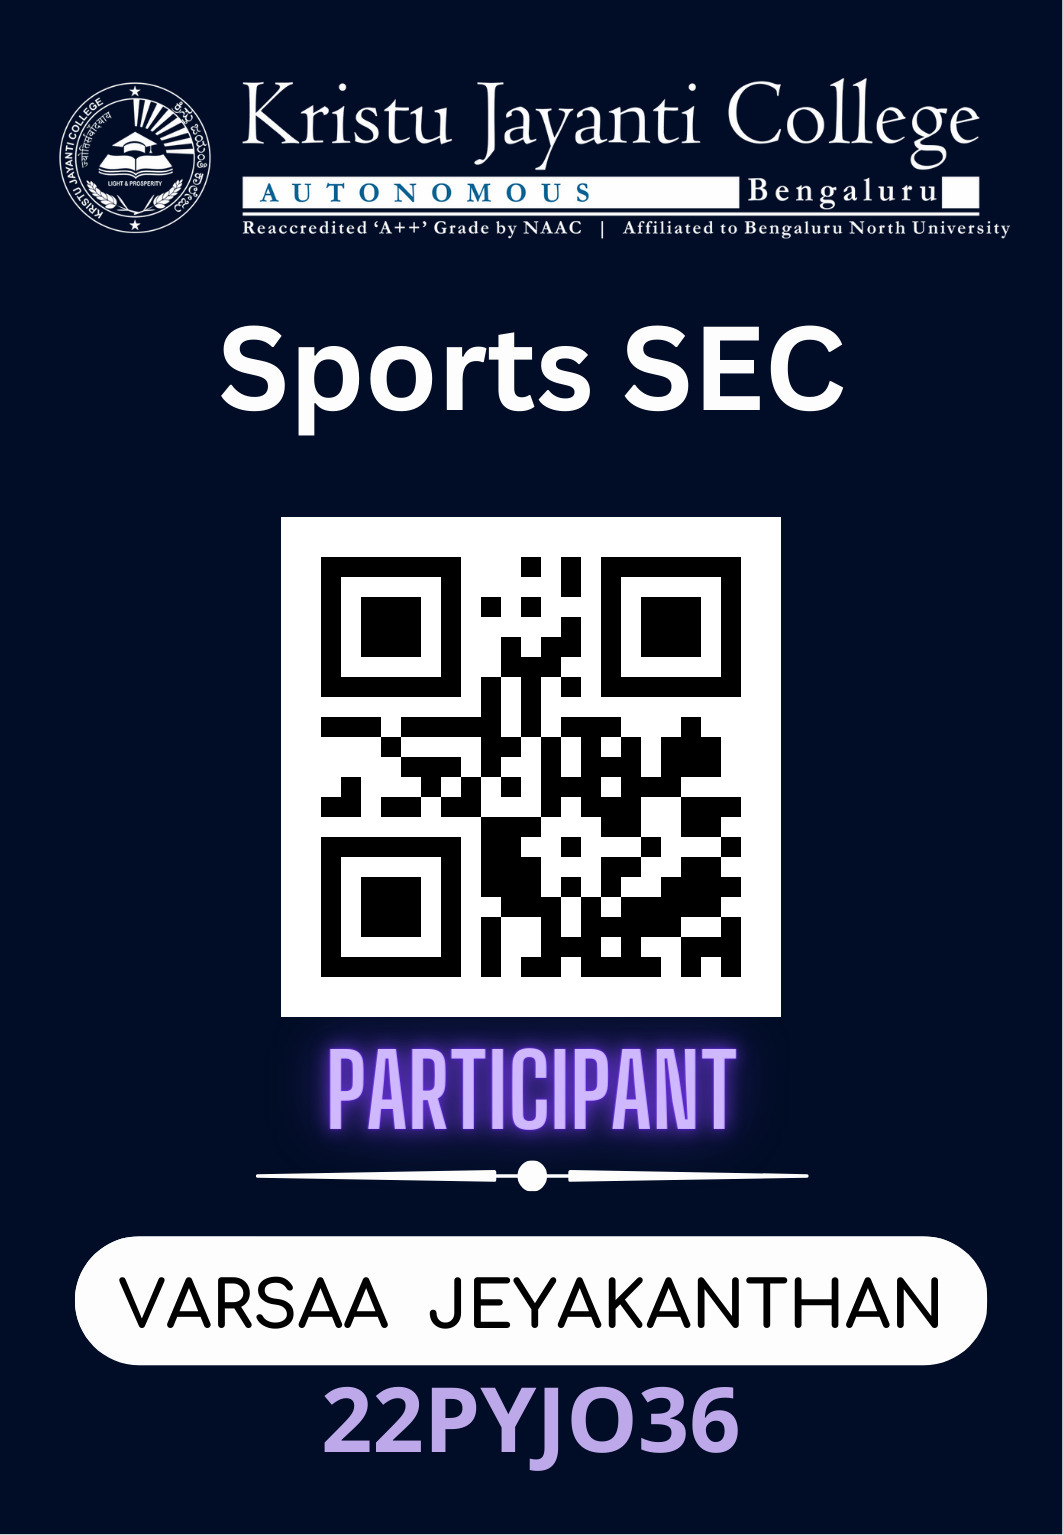 KRISTU JAYANTI COLLEGE
ಕ್ರಿಸ್ತು ಜಯಂತಿ ಕಾಲೇಜು
LIGHT & PROSPERITY
Kristu Jayanti College
AUTONOMOUS Bengaluru
Reaccredited ‘A++’ Grade by NAAC | Affiliated to Bengaluru North University
Sports SEC
PARTICIPANT
VARSAA JEYAKANTHAN
22PYJO36